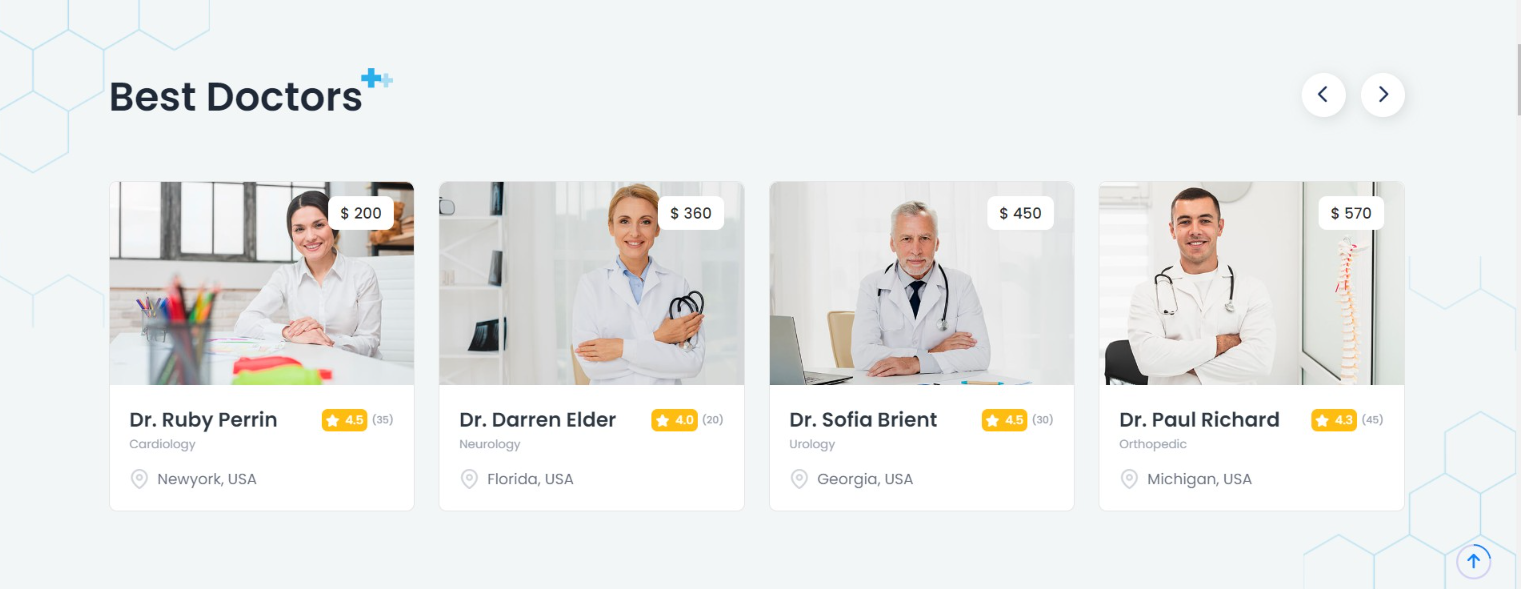 Best Doctors
$ 200
$ 360
$ 450
$ 570
Dr. Ruby Perrin 4.5 (35)
Cardiology
Newyork, USA
Dr. Darren Elder 4.0 (20)
Neurology
Florida, USA
Dr. Sofia Brient 4.5 (30)
Urology
Georgia, USA
Dr. Paul Richard 4.3 (45)
Orthopedic
Michigan, USA